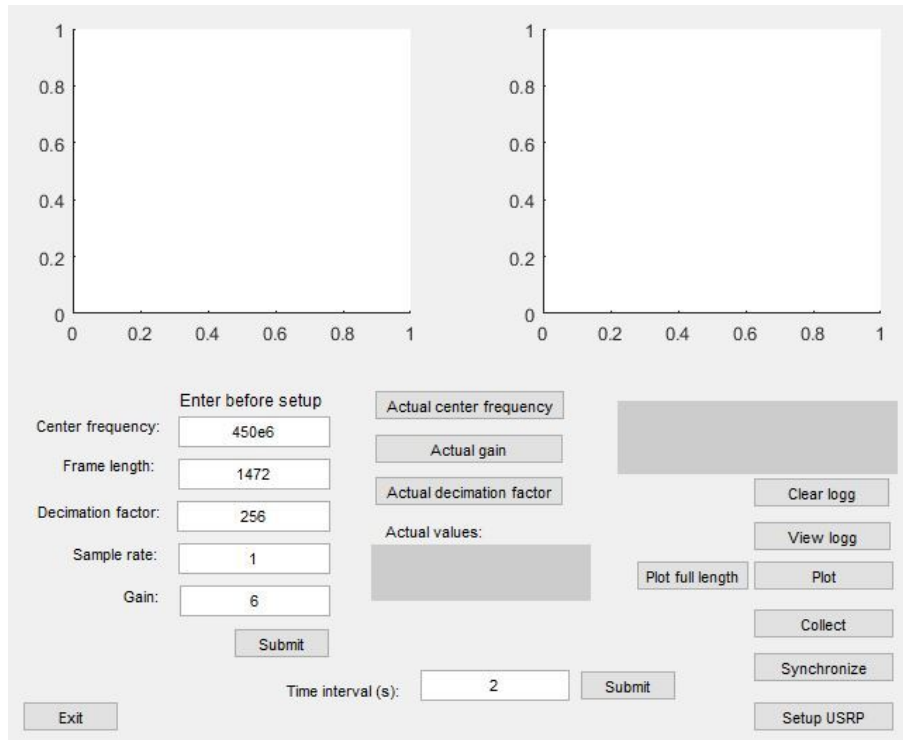 1
0.8
0.6
0.4
0.2
0
0 0.2 0.4 0.6 0.8 1
1
0.8
0.6
0.4
0.2
0
0 0.2 0.4 0.6 0.8 1
Enter before setup
Center frequency: 450e6
Frame length: 1472
Decimation factor: 256
Sample rate: 1
Gain: 6
Submit
Actual center frequency
Actual gain
Actual decimation factor
Actual values:
Clear logg
View logg
Plot full length Plot
Collect
Synchronize
Time interval (s): 2 Submit
Exit
Setup USRP